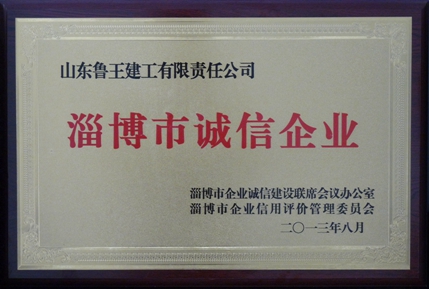 山东鲁王建工有限责任公司
淄博市诚信企业
淄博市企业诚信建设联席会议办公室
淄博市企业信用评价管理委员会
二〇一三年八月